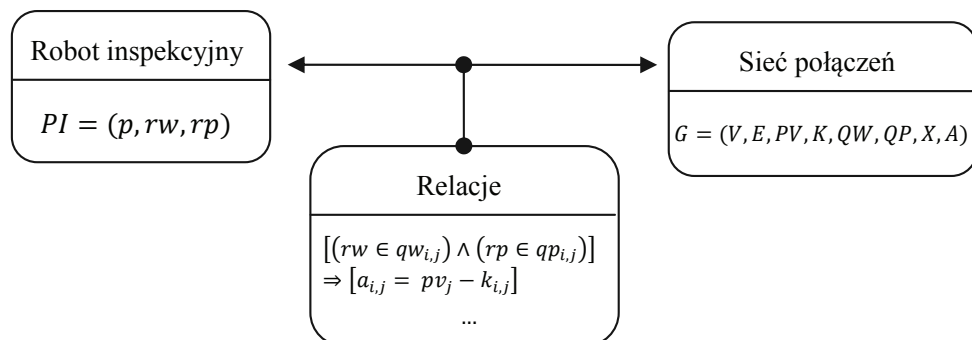 Robot inspekcyjny
PI = (p, rw, rp)
Sieć połączeń
G = (V, E, PV, K, QW, QP, X, A)
Relacje
[(rw ∈ qw_{i,j}) ∧ (rp ∈ qp_{i,j})]
⇒ [a_{i,j} = pv_j − k_{i,j}]
...